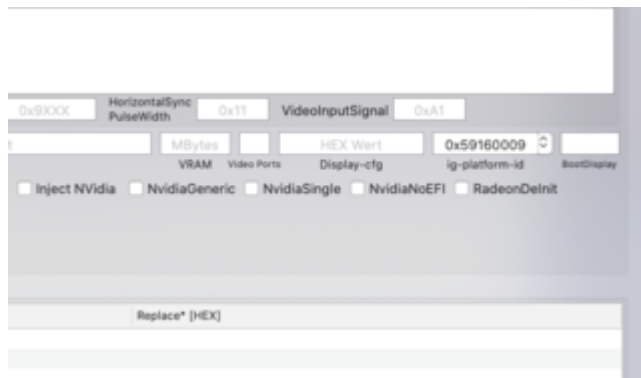 0x9XXX HorizontalSync PulseWidth 0x11 VideoInputSignal 0xA1
t MBytes HEX Wert 0x59160009
VRAM Video Ports Display-cfg ig-platform-id BootDisplay
Inject NVidia NvidiaGeneric NvidiaSingle NvidiaNoEFI RadeonDeInit
Replace* [HEX]